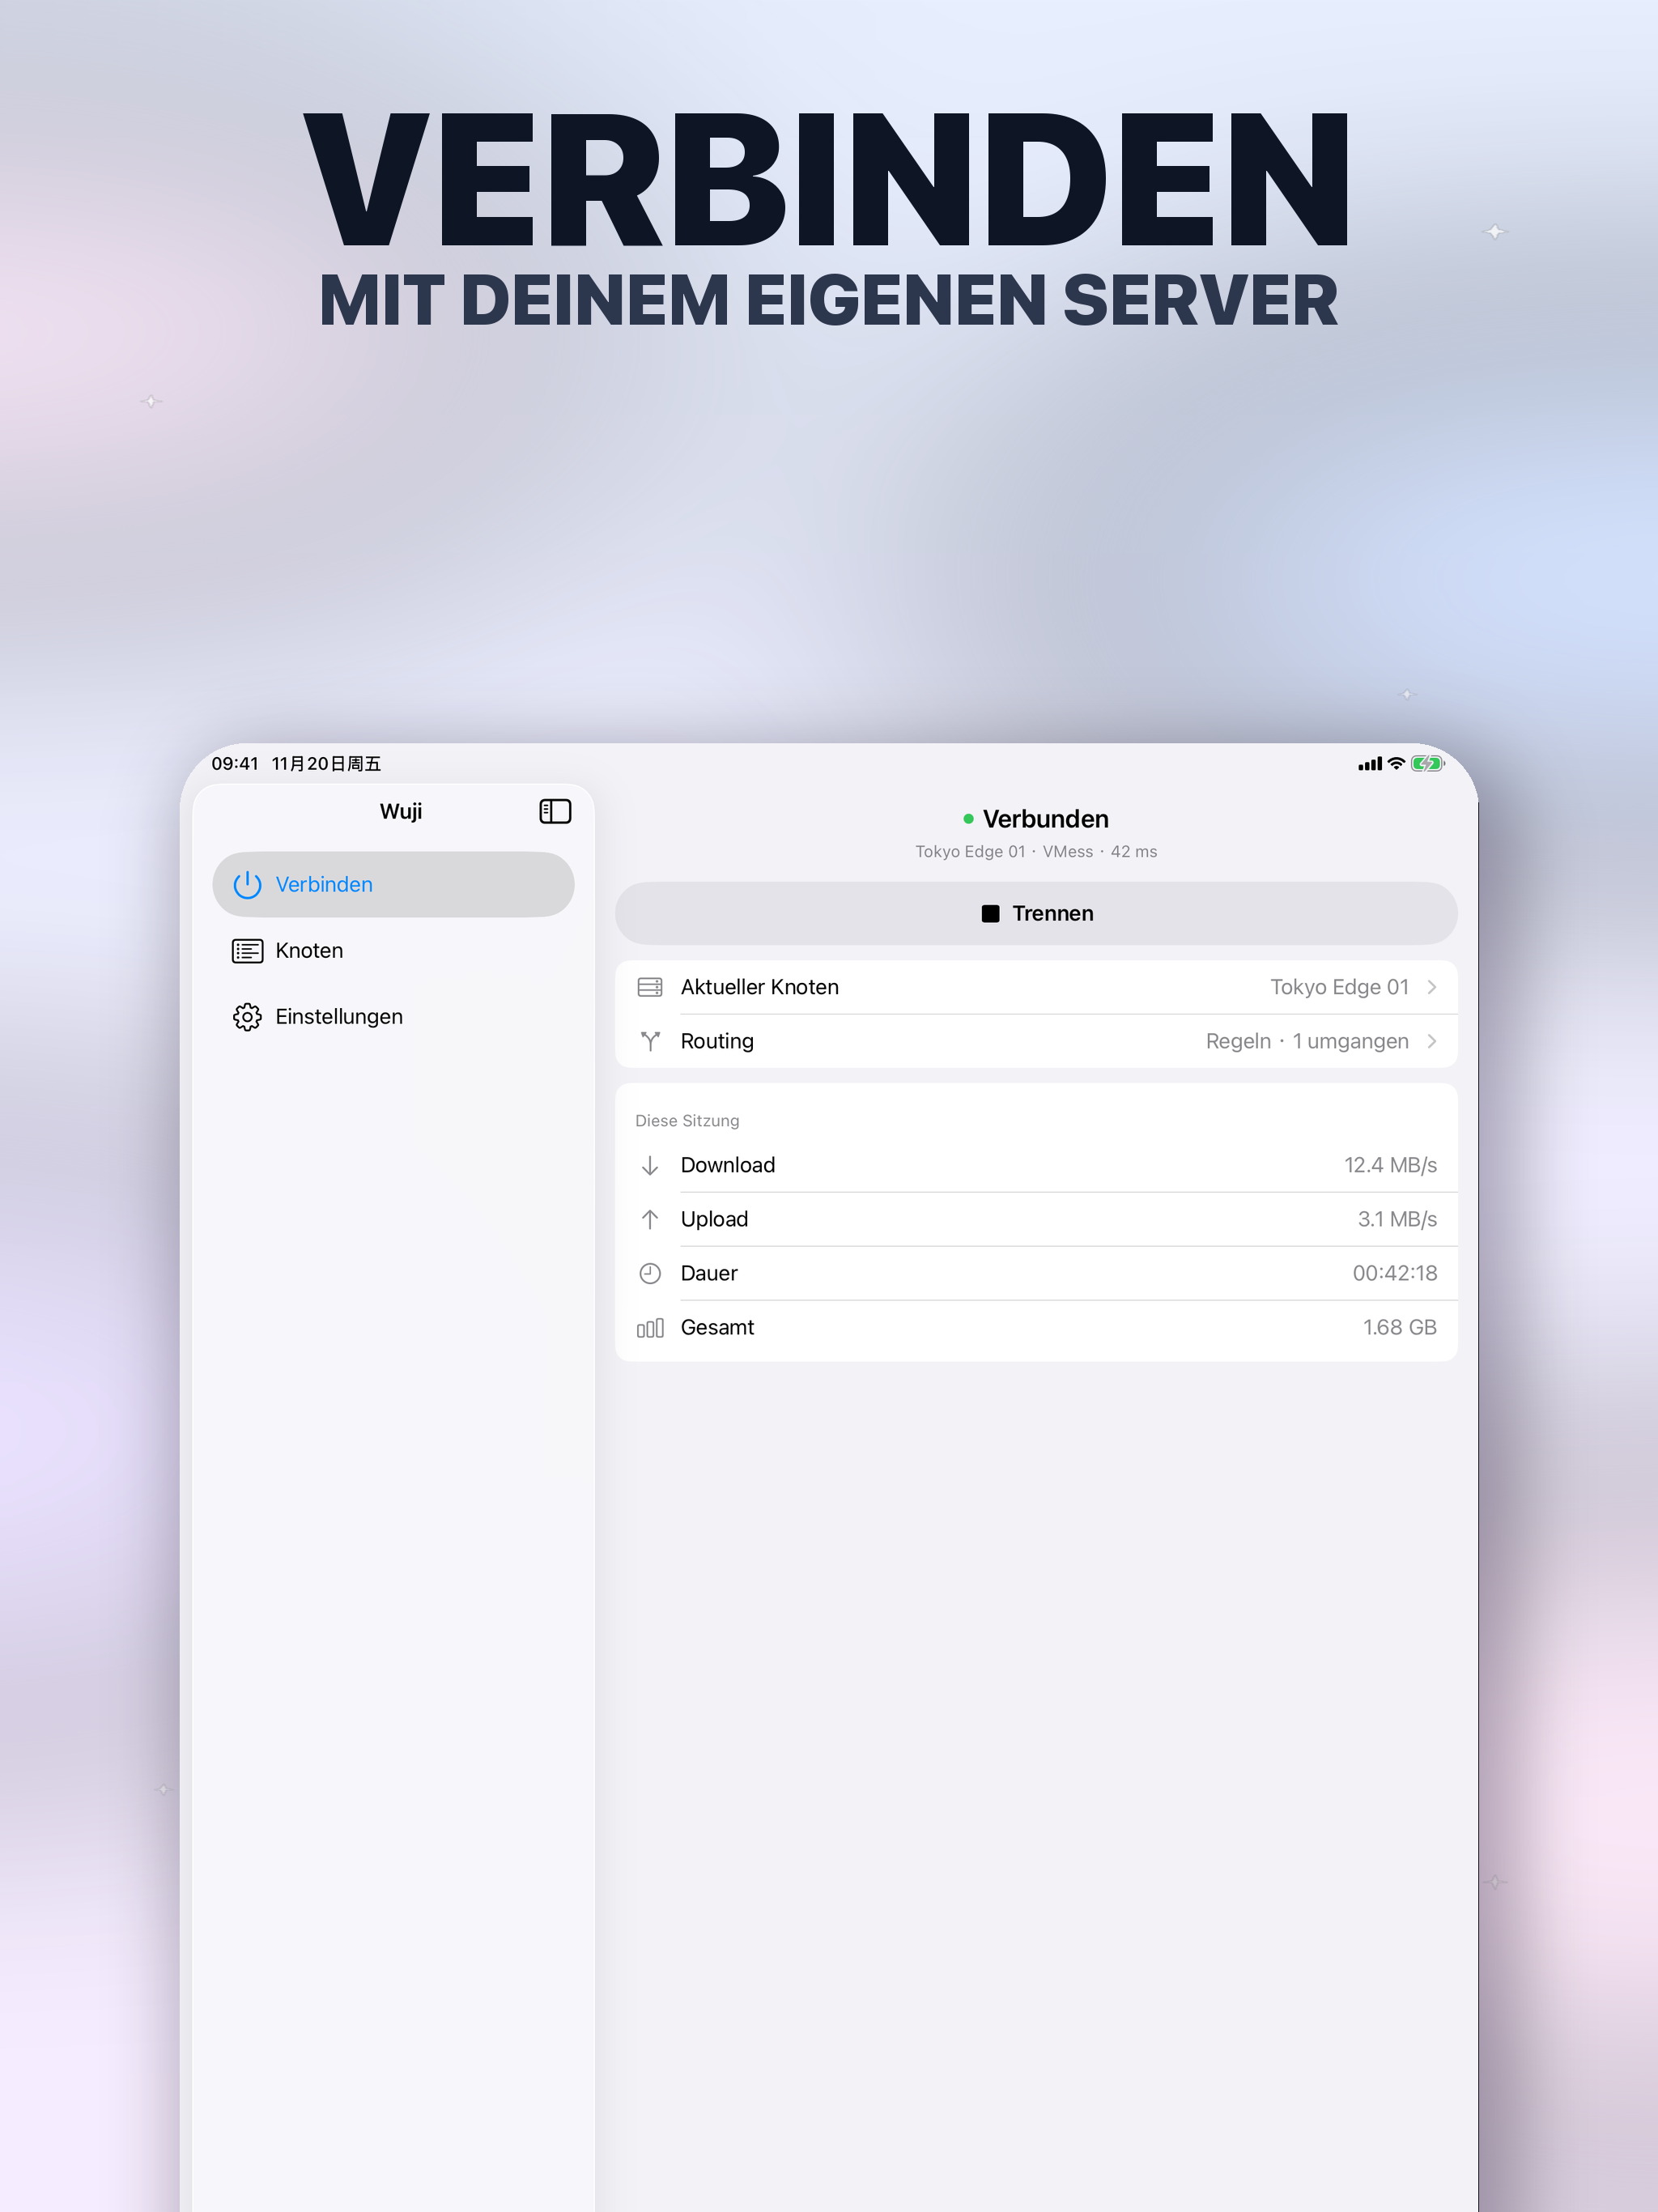 VERBINDEN
MIT DEINEM EIGENEN SERVER
09:41 11月20日周五
Wuji
Verbinden
Knoten
Einstellungen
Verbunden
Tokyo Edge 01 · VMess · 42 ms
Trennen
Aktueller Knoten Tokyo Edge 01
Routing Regeln · 1 umgangen
Diese Sitzung
Download 12.4 MB/s
Upload 3.1 MB/s
Dauer 00:42:18
Gesamt 1.68 GB